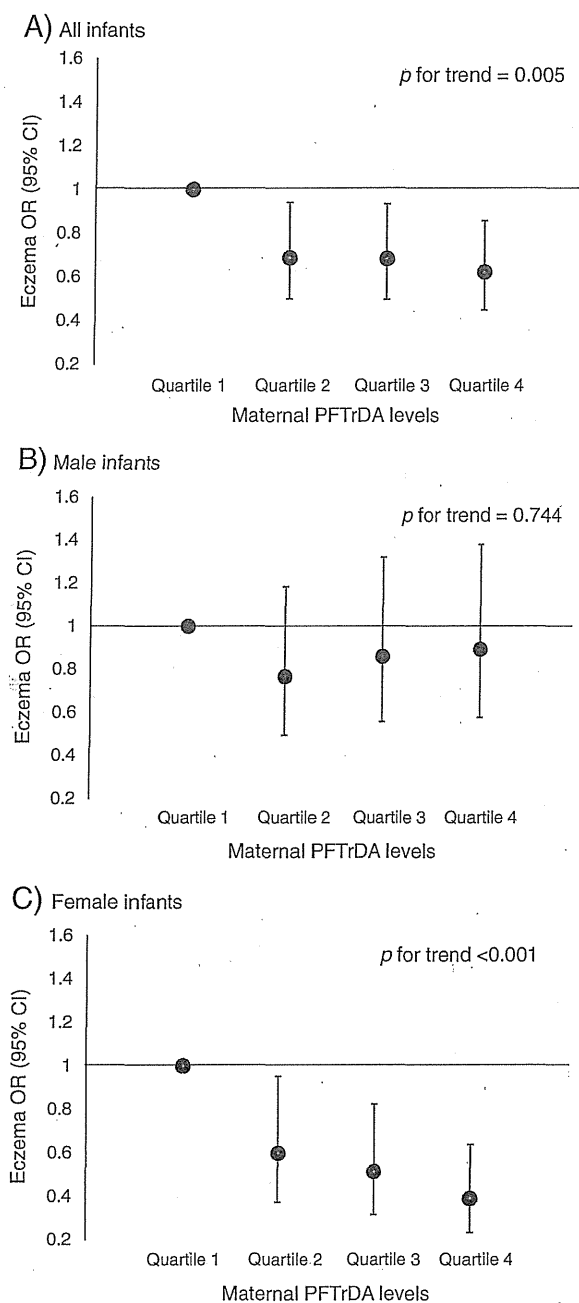 A) All infants
1.6
p for trend = 0.005
1.4
1.2
1
0.8
0.6
0.4
0.2
Eczema OR (95% CI)
Quartile 1 Quartile 2 Quartile 3 Quartile 4
Maternal PFTrDA levels
B) Male infants
1.6
p for trend = 0.744
1.4
1.2
1
0.8
0.6
0.4
0.2
Eczema OR (95% CI)
Quartile 1 Quartile 2 Quartile 3 Quartile 4
Maternal PFTrDA levels
C) Female infants
1.6
p for trend <0.001
1.4
1.2
1
0.8
0.6
0.4
0.2
Eczema OR (95% CI)
Quartile 1 Quartile 2 Quartile 3 Quartile 4
Maternal PFTrDA levels